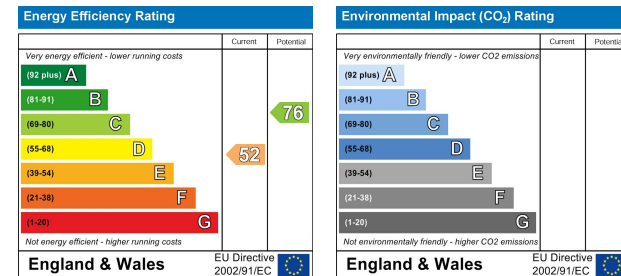 Energy Efficiency Rating
Current Potential
Very energy efficient - lower running costs
(92 plus) A
(81-91) B
(69-80) C
(55-68) D
(39-54) E
(21-38) F
(1-20) G
76
52
Not energy efficient - higher running costs
England & Wales
EU Directive
2002/91/EC
Environmental Impact (CO₂) Rating
Current Potentia
Very environmentally friendly - lower CO2 emissions
(92 plus) A
(81-91) B
(69-80) C
(55-68) D
(39-54) E
(21-38) F
(1-20) G
Not environmentally friendly - higher CO2 emissions
England & Wales
EU Directive
2002/91/EC